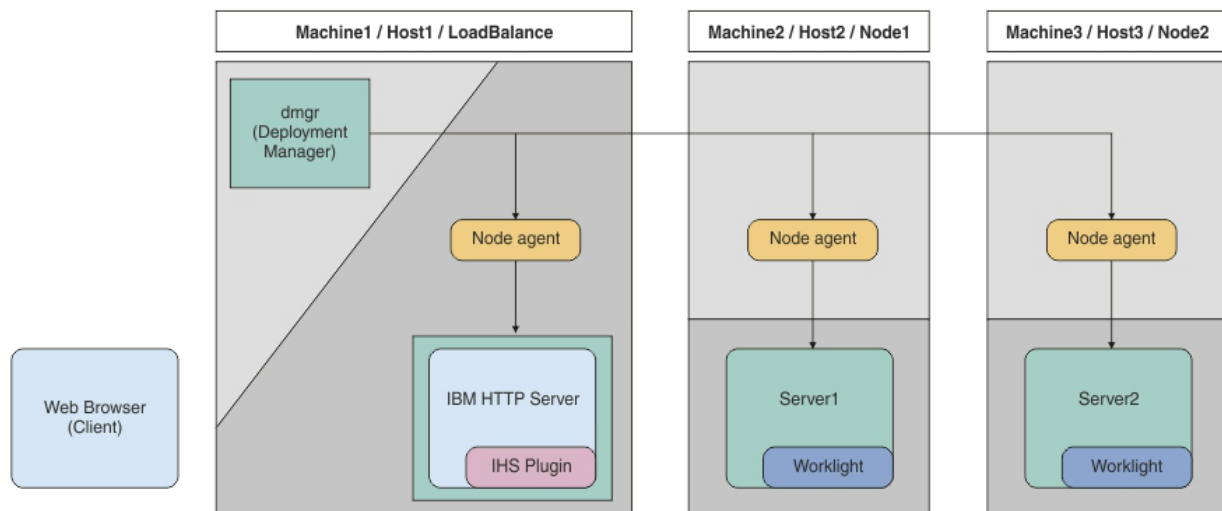 Machine1 / Host1 / LoadBalance
Machine2 / Host2 / Node1
Machine3 / Host3 / Node2
dmgr
(Deployment
Manager)
Node agent
Node agent
Node agent
Web Browser
(Client)
IBM HTTP Server
IHS Plugin
Server1
Worklight
Server2
Worklight